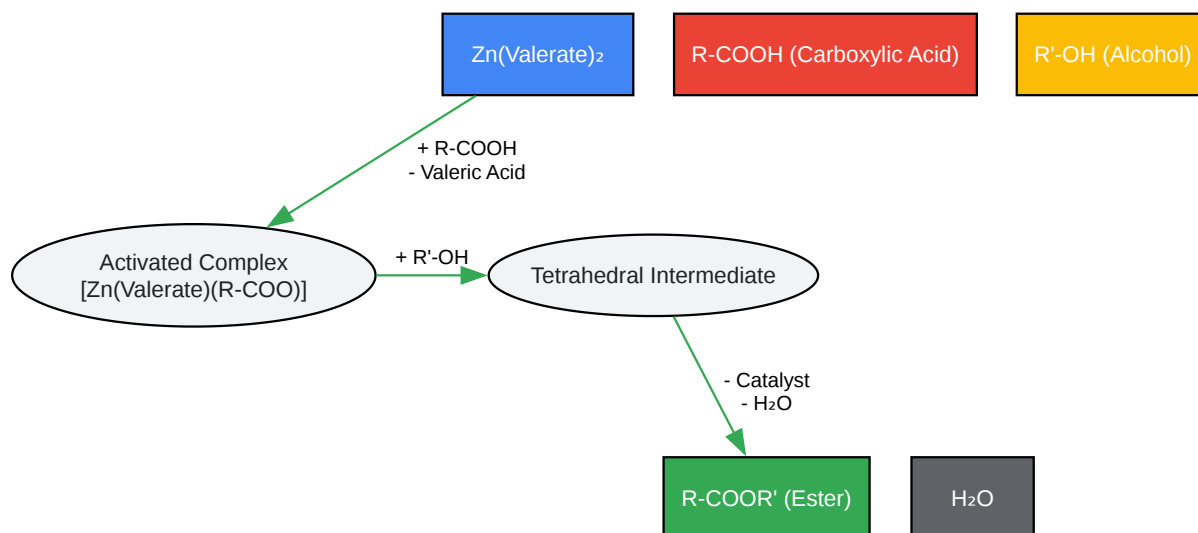 Zn(Valerate)₂
R-COOH (Carboxylic Acid)
R'-OH (Alcohol)
+ R-COOH
- Valeric Acid
Activated Complex
[Zn(Valerate)(R-COO)]
+ R'-OH
Tetrahedral Intermediate
- Catalyst
- H₂O
R-COOR' (Ester)
H₂O